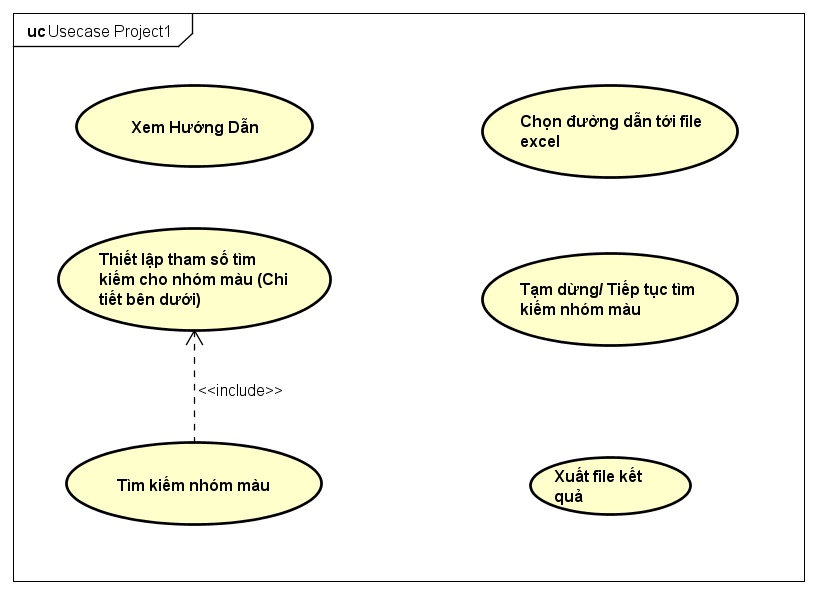 uc Usecase Project1
Xem Hướng Dẫn
Chọn đường dẫn tới file
excel
Thiết lập tham số tìm
kiếm cho nhóm màu (Chi
tiết bên dưới)
Tạm dừng/ Tiếp tục tìm
kiếm nhóm màu
<<include>>
Tìm kiếm nhóm màu
Xuất file kết
quả